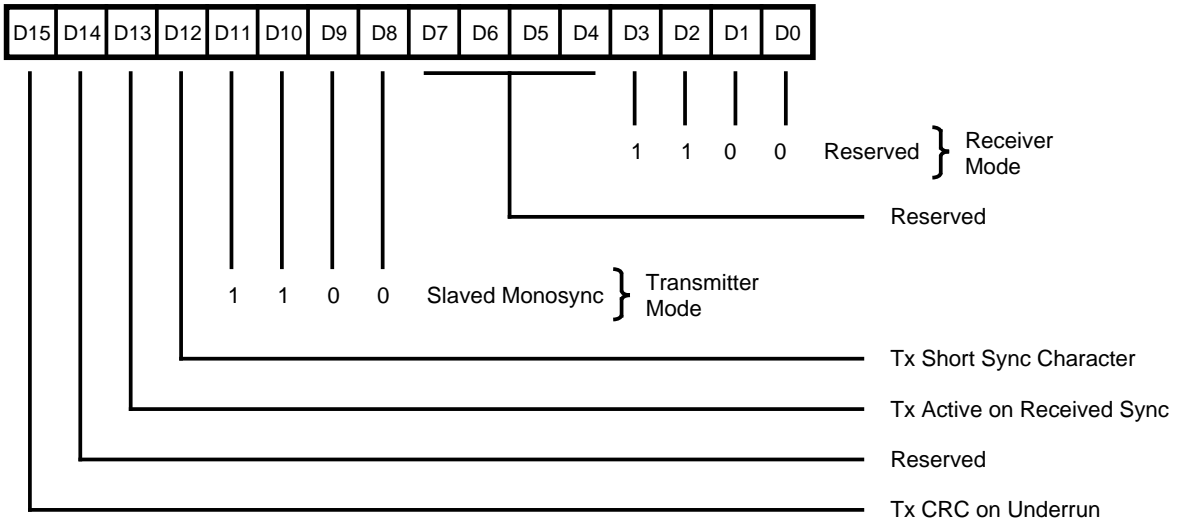 D15 D14 D13 D12 D11 D10 D9 D8 D7 D6 D5 D4 D3 D2 D1 D0
1 1 0 0 Reserved } Receiver
Mode
Reserved
1 1 0 0 Slaved Monosync } Transmitter
Mode
Tx Short Sync Character
Tx Active on Received Sync
Reserved
Tx CRC on Underrun